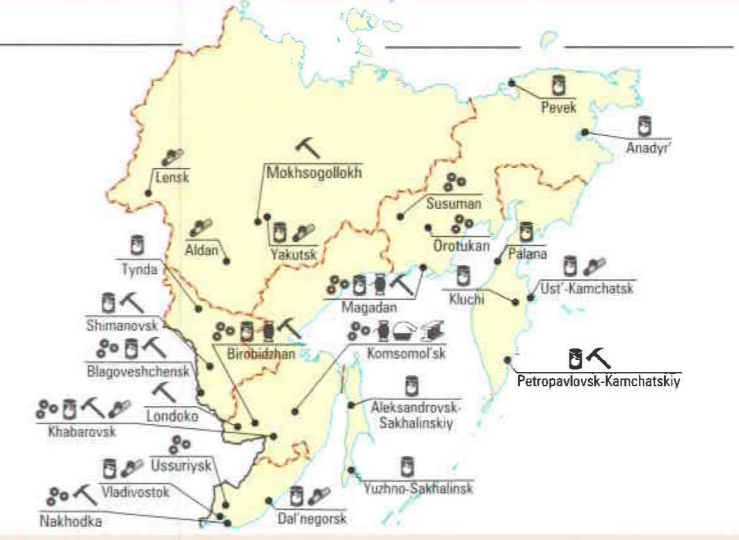 Pevek
Anadyr'
Lensk
Mokhsogollokh
Susuman
Aldan
Yakutsk
Orotukan
Palana
Tynda
Magadan
Kluchi
Ust'-Kamchatsk
Shimanovsk
Birobidzhan
Komsomol'sk
Blagoveshchensk
Petropavlovsk-Kamchatskiy
Londoko
Aleksandrovsk-
Sakhalinskiy
Khabarovsk
Ussuriysk
Vladivostok
Yuzhno-Sakhalinsk
Nakhodka
Dal'negorsk